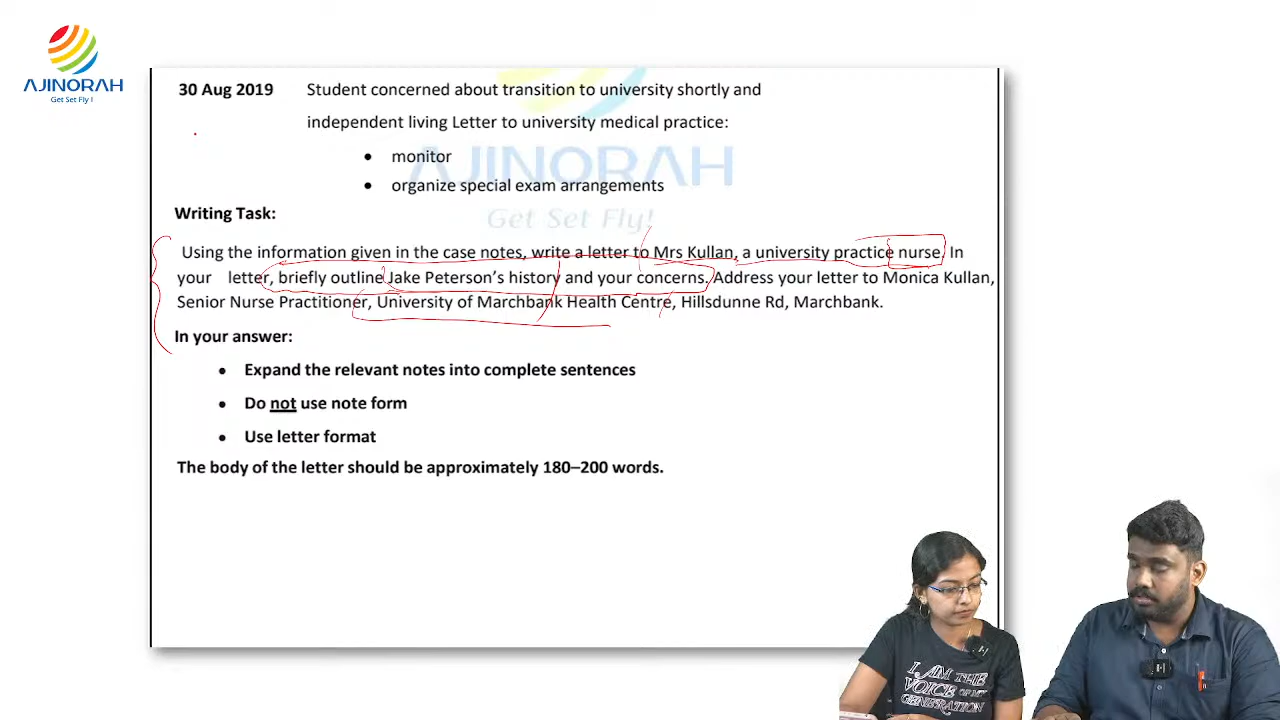 AJINORAH
Get Set Fly !
30 Aug 2019 Student concerned about transition to university shortly and
independent living Letter to university medical practice:
• monitor
AJINORAH
• organize special exam arrangements
Get Set Fly!
Writing Task:
Using the information given in the case notes, write a letter to Mrs Kullan, a university practice nurse. In
your letter, briefly outline Jake Peterson's history and your concerns. Address your letter to Monica Kullan,
Senior Nurse Practitioner, University of Marchbank Health Centre, Hillsdunne Rd, Marchbank.
In your answer:
• Expand the relevant notes into complete sentences
• Do not use note form
• Use letter format
The body of the letter should be approximately 180–200 words.
I AM THE
VOICE OF MY
GENERATION